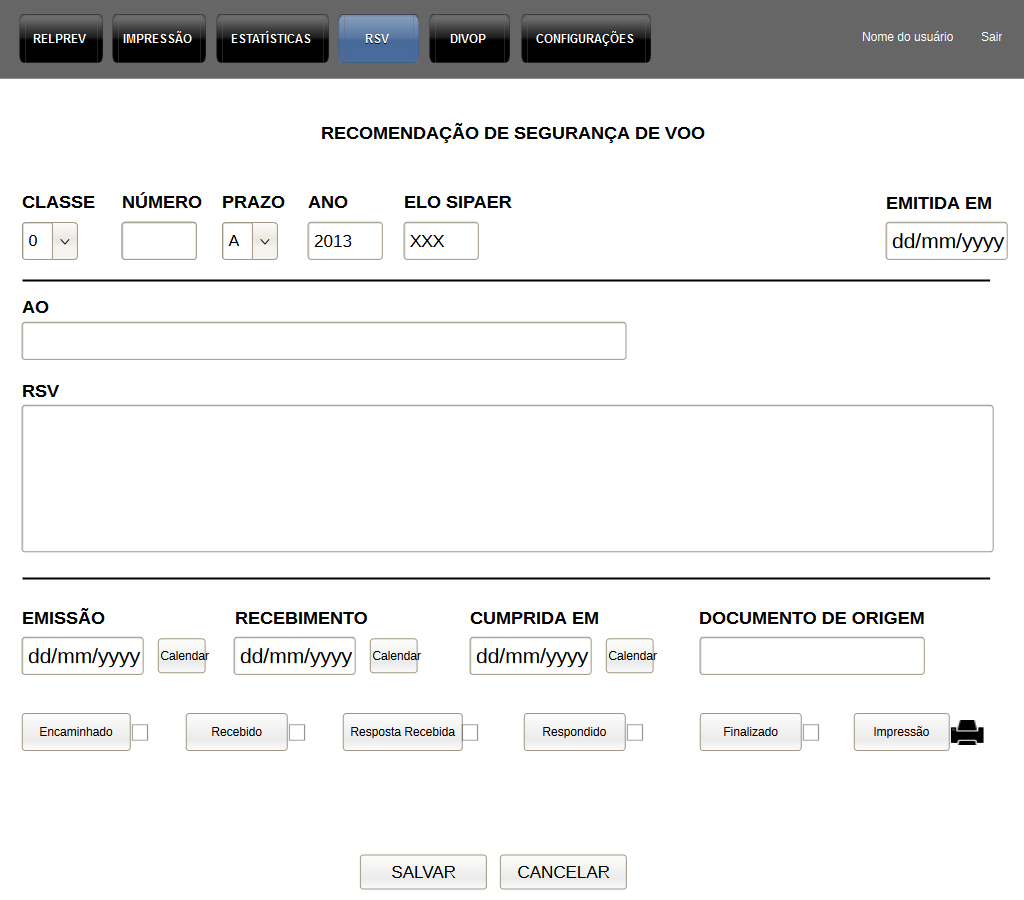 RELPREV IMPRESSÃO ESTATÍSTICAS RSV DIVOP CONFIGURAÇÕES Nome do usuário Sair
RECOMENDAÇÃO DE SEGURANÇA DE VOO
CLASSE NÚMERO PRAZO ANO ELO SIPAER EMITIDA EM
0 A 2013 XXX dd/mm/yyyy
AO
RSV
EMISSÃO RECEBIMENTO CUMPRIDA EM DOCUMENTO DE ORIGEM
dd/mm/yyyy Calendar dd/mm/yyyy Calendar dd/mm/yyyy Calendar
Encaminhado Recebido Resposta Recebida Respondido Finalizado Impressão
SALVAR CANCELAR